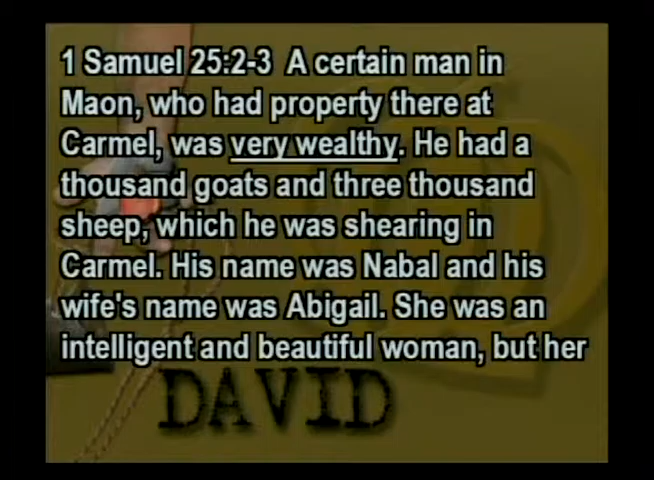 1 Samuel 25:2-3 A certain man in
Maon, who had property there at
Carmel, was very wealthy. He had a
thousand goats and three thousand
sheep, which he was shearing in
Carmel. His name was Nabal and his
wife's name was Abigail. She was an
intelligent and beautiful woman, but her
DAVID